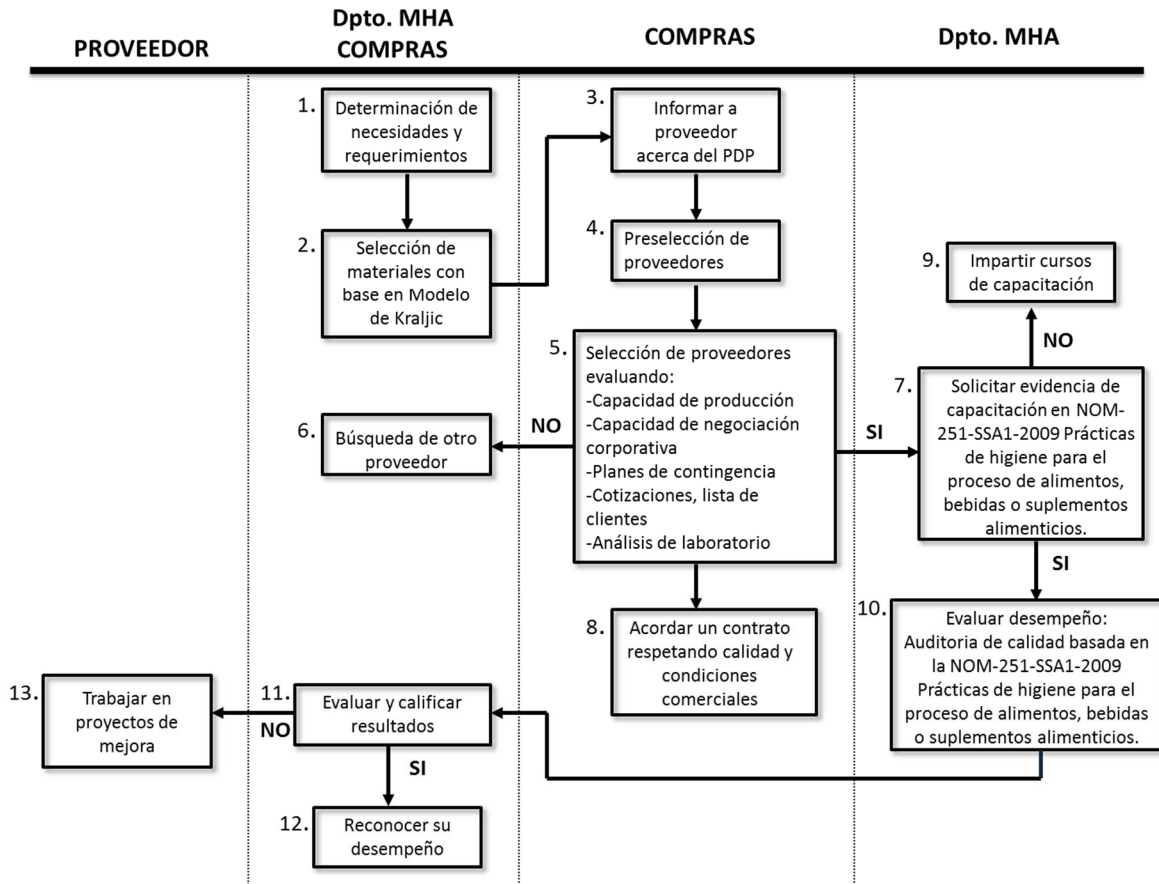 PROVEEDOR
Dpto. MHA
COMPRAS
COMPRAS
Dpto. MHA
1.
Determinación de
necesidades y
requerimientos
2.
Selección de
materiales con
base en Modelo
de Kraljic
3.
Informar a
proveedor
acerca del PDP
4.
Preselección de
proveedores
5.
Selección de proveedores
evaluando:
-Capacidad de producción
-Capacidad de negociación
corporativa
-Planes de contingencia
-Cotizaciones, lista de
clientes
-Análisis de laboratorio
NO
SI
6.
Búsqueda de otro
proveedor
7.
Solicitar evidencia de
capacitación en NOM-
251-SSA1-2009 Prácticas
de higiene para el
proceso de alimentos,
bebidas o suplementos
alimenticios.
NO
SI
8.
Acordar un contrato
respetando calidad y
condiciones
comerciales
9.
Impartir cursos
de capacitación
10.
Evaluar desempeño:
Auditoria de calidad basada en
la NOM-251-SSA1-2009
Prácticas de higiene para el
proceso de alimentos, bebidas
o suplementos alimenticios.
11.
Evaluar y calificar
resultados
NO
SI
12.
Reconocer su
desempeño
13.
Trabajar en
proyectos de
mejora